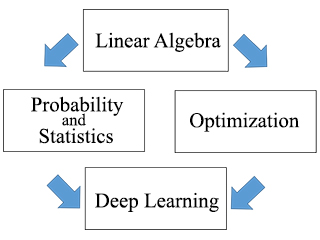 Linear Algebra
Probability
and
Statistics
Optimization
Deep Learning